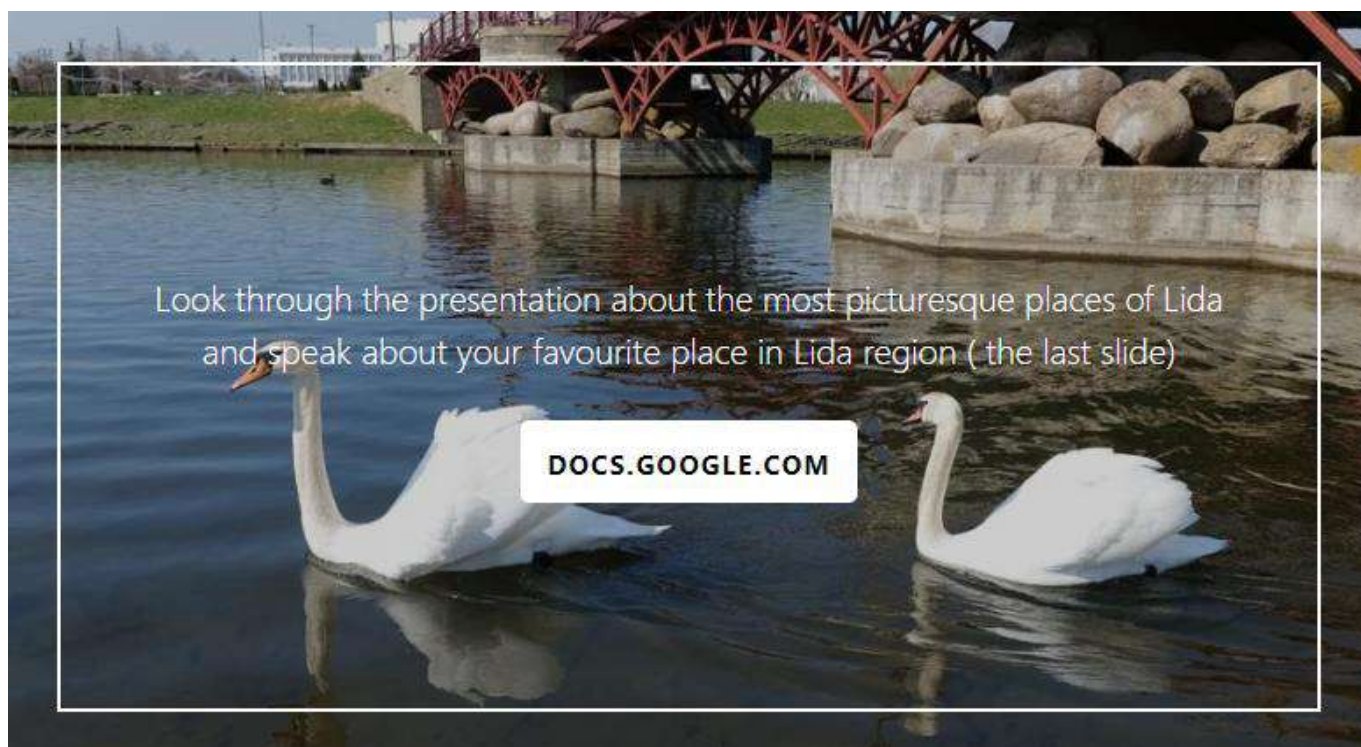 Look through the presentation about the most picturesque places of Lida
and speak about your favourite place in Lida region ( the last slide)
DOCS.GOOGLE.COM